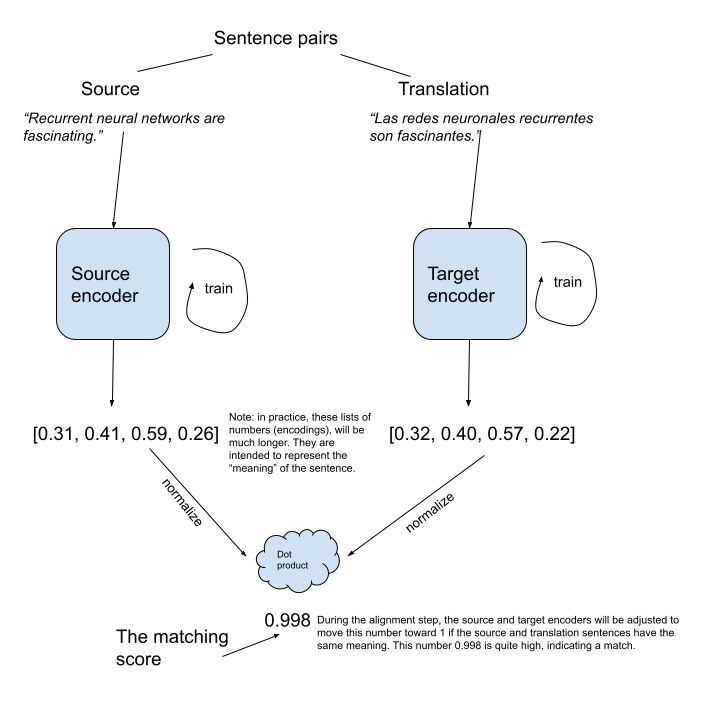 Sentence pairs
Source
Translation
“Recurrent neural networks are
fascinating.”
“Las redes neuronales recurrentes
son fascinantes.”
Source
encoder
train
Target
encoder
train
[0.31, 0.41, 0.59, 0.26]
Note: in practice, these lists of
numbers (encodings), will be
much longer. They are
intended to represent the
“meaning” of the sentence.
[0.32, 0.40, 0.57, 0.22]
normalize
normalize
Dot
product
0.998
During the alignment step, the source and target encoders will be adjusted to
move this number toward 1 if the source and translation sentences have the
same meaning. This number 0.998 is quite high, indicating a match.
The matching
score